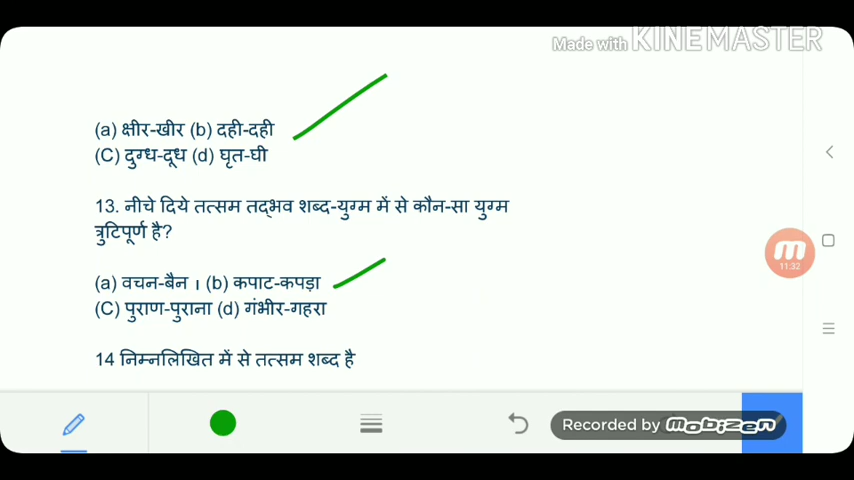 Made with KINEMASTER
(a) क्षीर-खीर (b) दही-दही
(C) दुग्ध-दूध (d) घृत-घी
13. नीचे दिये तत्सम तद्भव शब्द-युग्म में से कौन-सा युग्म
त्रुटिपूर्ण है?
(a) वचन-बैन । (b) कपाट-कपड़ा
(C) पुराण-पुराना (d) गंभीर-गहरा
14 निम्नलिखित में से तत्सम शब्द है
11:32
Recorded by mobizen